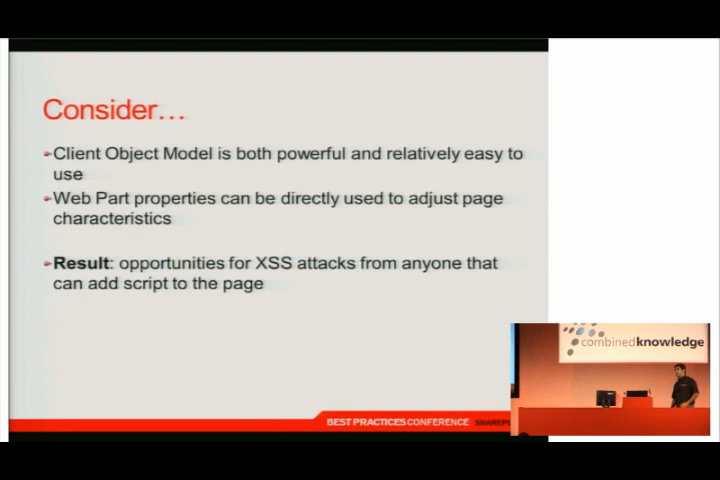 Consider…
Client Object Model is both powerful and relatively easy to
use
Web Part properties can be directly used to adjust page
characteristics
Result: opportunities for XSS attacks from anyone that
can add script to the page
combinedknowledge
BEST PRACTICES CONFERENCE